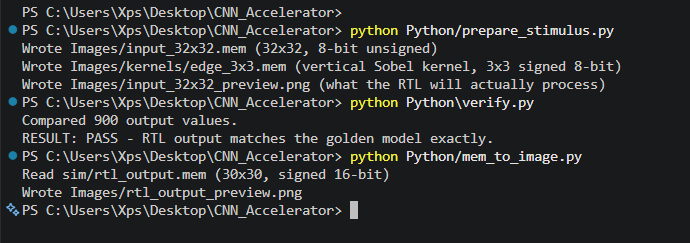 PS C:\Users\Xps\Desktop\CNN_Accelerator>
PS C:\Users\Xps\Desktop\CNN_Accelerator> python Python/prepare_stimulus.py
Wrote Images/input_32x32.mem (32x32, 8-bit unsigned)
Wrote Images/kernels/edge_3x3.mem (vertical Sobel kernel, 3x3 signed 8-bit)
Wrote Images/input_32x32_preview.png (what the RTL will actually process)
PS C:\Users\Xps\Desktop\CNN_Accelerator> python Python\verify.py
Compared 900 output values.
RESULT: PASS - RTL output matches the golden model exactly.
PS C:\Users\Xps\Desktop\CNN_Accelerator> python Python/mem_to_image.py
Read sim/rtl_output.mem (30x30, signed 16-bit)
Wrote Images/rtl_output_preview.png
PS C:\Users\Xps\Desktop\CNN_Accelerator>